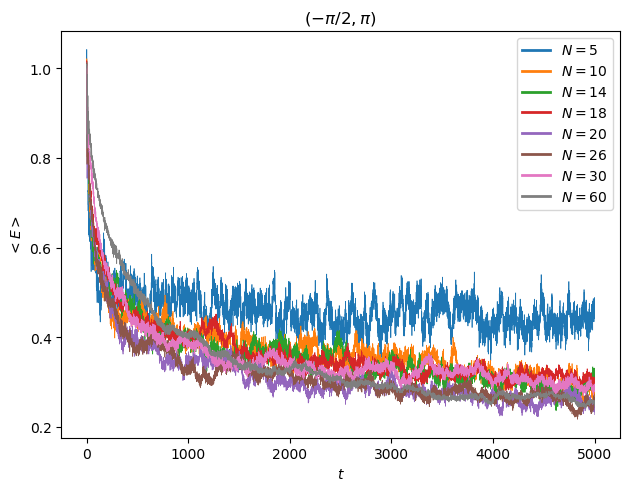 (−π/2, π)
1.0
0.8
0.6
0.4
0.2
<E>
0
1000
2000
3000
4000
5000
t
N = 5
N = 10
N = 14
N = 18
N = 20
N = 26
N = 30
N = 60